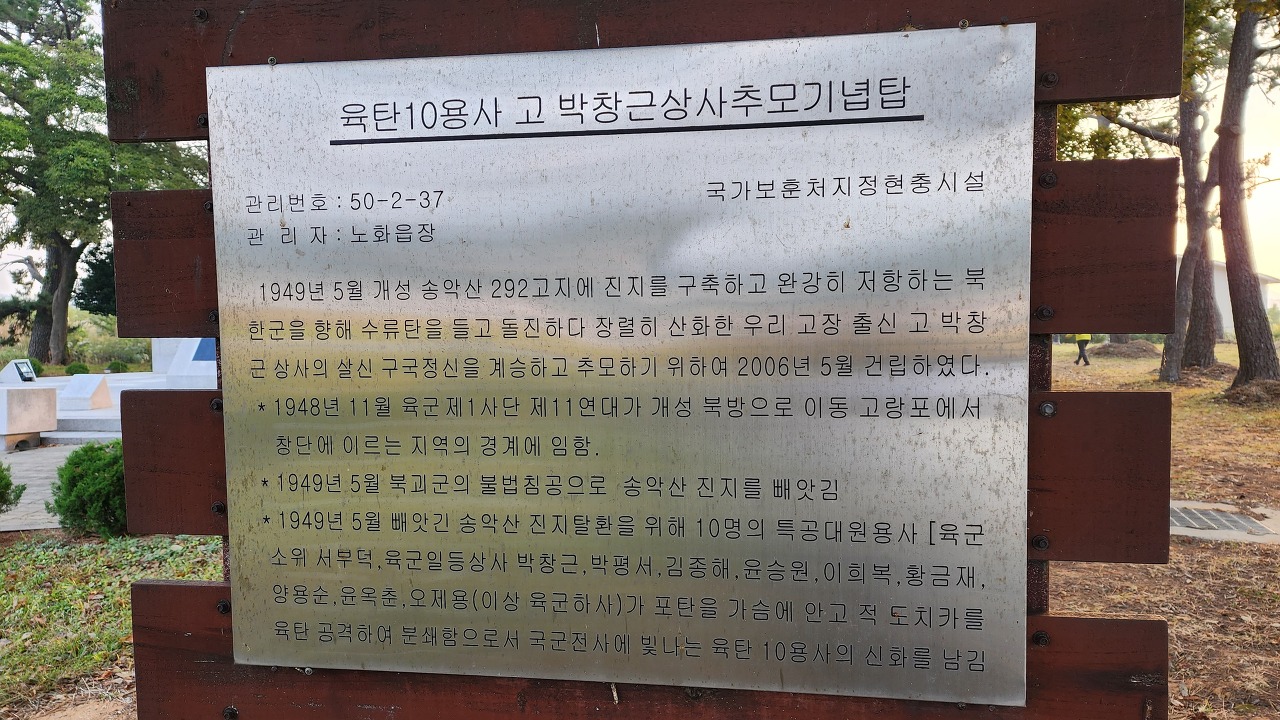 육탄10용사 고 박창근상사추모기념탑
관리번호 : 50-2-37
국가보훈처지정현충시설
관 리 자 : 노화읍장
1949년 5월 개성 송악산 292고지에 진지를 구축하고 완강히 저항하는 북
한군을 향해 수류탄을 들고 돌진하다 장렬히 산화한 우리 고장 출신 고 박창
근 상사의 살신 구국정신을 계승하고 추모하기 위하여 2006년 5월 건립하였다.
*1948년 11월 육군제1사단 제11연대가 개성 북방으로 이동 고랑포에서
창단에 이르는 지역의 경계에 임함.
*1949년 5월 북괴군의 불법침공으로 송악산 진지를 빼앗김
*1949년 5월 빼앗긴 송악산 진지탈환을 위해 10명의 특공대원용사 [육군
소위 서부덕,육군일등상사 박창근,박평서,김종해,윤승원,이희복,황금재,
양용순,윤옥춘,오제용(이상 육군하사)가 포탄을 가슴에 안고 적 도치카를
육탄 공격하여 분쇄함으로서 국군전사에 빛나는 육탄 10용사의 신화를 남김